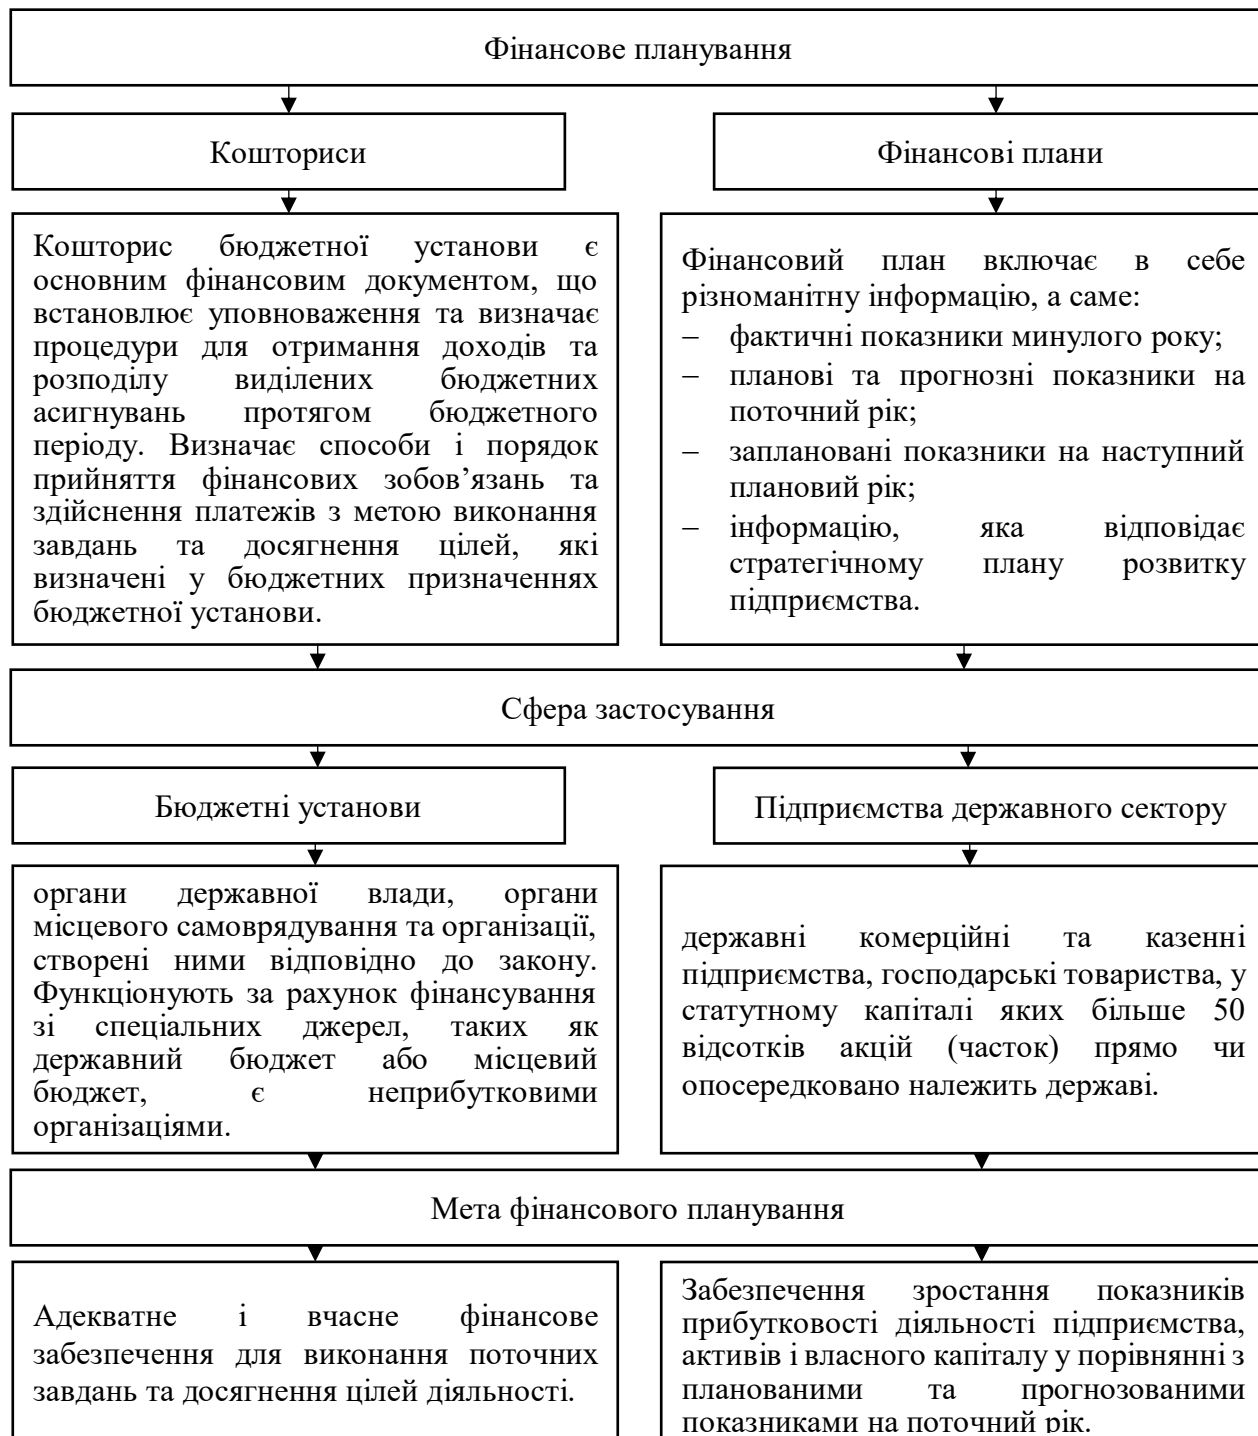 Фінансове планування
Кошториси
Фінансові плани
Кошторис бюджетної установи є
основним фінансовим документом, що
встановлює уповноваження та визначає
процедури для отримання доходів та
розподілу виділених бюджетних
асигнувань протягом бюджетного
періоду. Визначає способи і порядок
прийняття фінансових зобов’язань та
здійснення платежів з метою виконання
завдань та досягнення цілей, які
визначені у бюджетних призначеннях
бюджетної установи.
Фінансовий план включає в себе
різноманітну інформацію, а саме:
– фактичні показники минулого року;
– планові та прогнозні показники на
поточний рік;
– заплановані показники на наступний
плановий рік;
– інформацію, яка відповідає
стратегічному плану розвитку
підприємства.
Сфера застосування
Бюджетні установи
Підприємства державного сектору
органи державної влади, органи
місцевого самоврядування та організації,
створені ними відповідно до закону.
Функціонують за рахунок фінансування
зі спеціальних джерел, таких як
державний бюджет або місцевий
бюджет, є неприбутковими
організаціями.
державні комерційні та казенні
підприємства, господарські товариства, у
статутному капіталі яких більше 50
відсотків акцій (часток) прямо чи
опосередковано належить державі.
Мета фінансового планування
Адекватне і вчасне фінансове
забезпечення для виконання поточних
завдань та досягнення цілей діяльності.
Забезпечення зростання показників
прибутковості діяльності підприємства,
активів і власного капіталу у порівнянні з
планованими та прогнозованими
показниками на поточний рік.